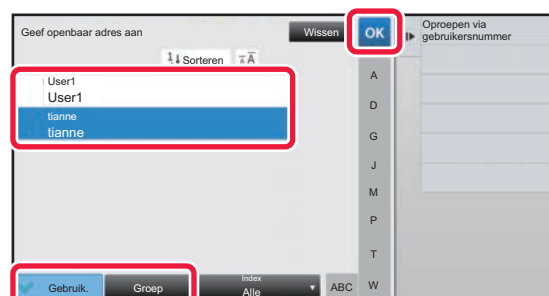 Geef openbaar adres aan
Wissen
OK
Oproepen via
gebruikersnummer
Sorteren
A A
User1
User1
tianne
tianne
A
D
G
J
M
P
T
W
Gebruik.
Groep
Index
Alle
ABC